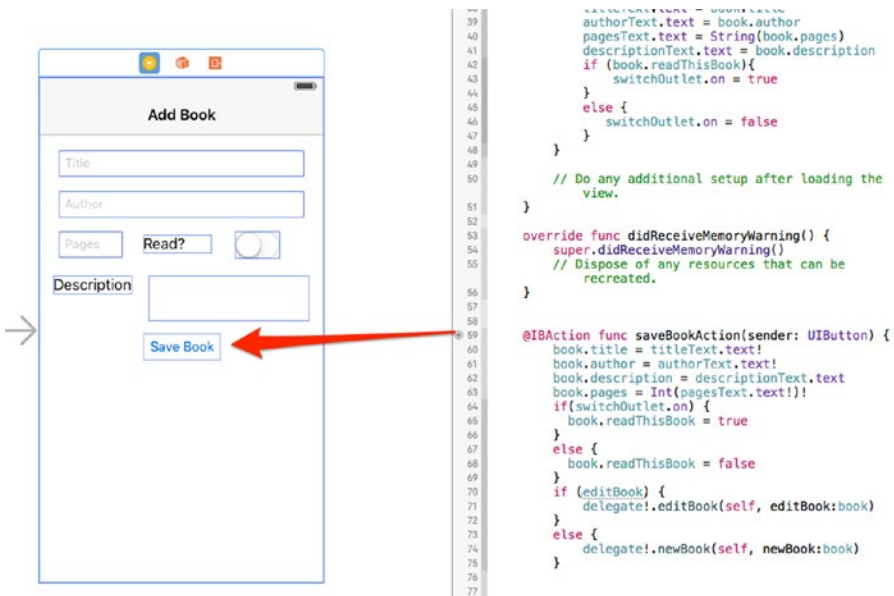 Add Book
Title
Author
Pages Read?
Description
Save Book
titleText.text = book.title
39 authorText.text = book.author
40 pagesText.text = String(book.pages)
41 descriptionText.text = book.description
42 if (book.readThisBook){
43 switchOutlet.on = true
44 }
45 else {
46 switchOutlet.on = false
47 }
48 }
49
50 // Do any additional setup after loading the
view.
51 }
52
53 override func didReceiveMemoryWarning() {
54 super.didReceiveMemoryWarning()
55 // Dispose of any resources that can be
recreated.
56 }
57
58
59 @IBAction func saveBookAction(sender: UIButton) {
60 book.title = titleText.text!
61 book.author = authorText.text!
62 book.description = descriptionText.text
63 book.pages = Int(pagesText.text!)!
64 if(switchOutlet.on) {
65 book.readThisBook = true
66 }
67 else {
68 book.readThisBook = false
69 }
70 if (editBook) {
71 delegate!.editBook(self, editBook:book)
72 }
73 else {
74 delegate!.newBook(self, newBook:book)
75 }
76
77